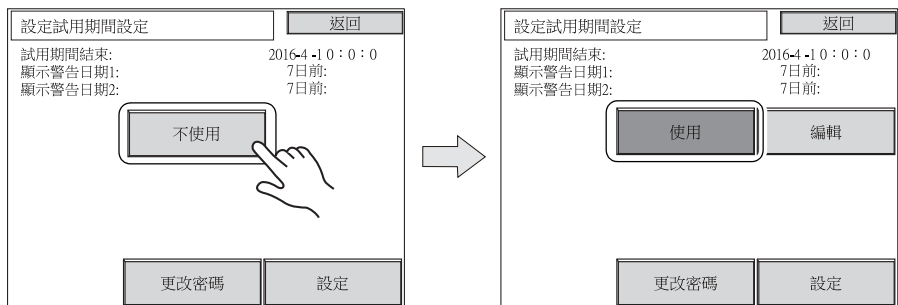 設定試用期間設定
返回
試用期間結束: 2016-4 -1 0：0：0
顯示警告日期1: 7日前:
顯示警告日期2: 7日前:
不使用
更改密碼
設定
設定試用期間設定
返回
試用期間結束: 2016-4 -1 0：0：0
顯示警告日期1: 7日前:
顯示警告日期2: 7日前:
使用
編輯
更改密碼
設定